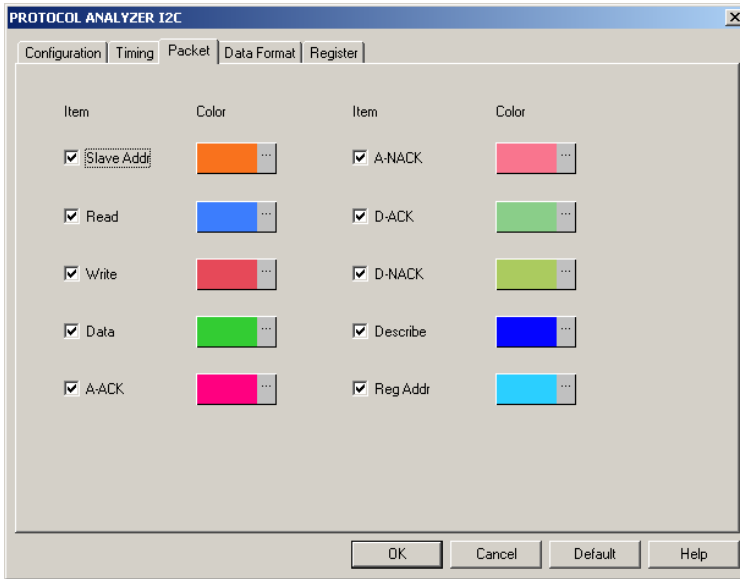 PROTOCOL ANALYZER I2C
Configuration Timing Packet Data Format Register
Item Color Item Color
Slave Addr ... A-NACK ...
Read ... D-ACK ...
Write ... D-NACK ...
Data ... Describe ...
A-ACK ... Reg Addr ...
OK Cancel Default Help